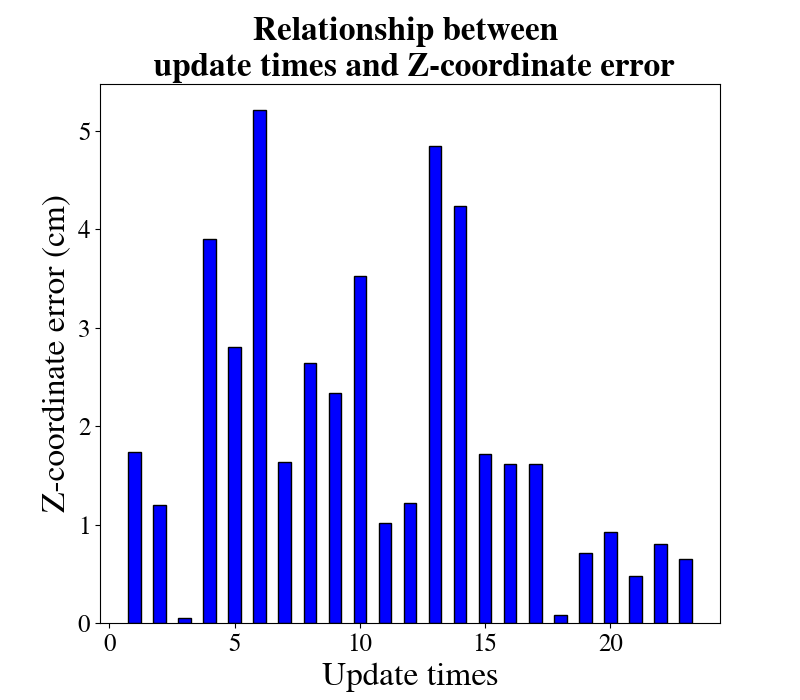 Relationship between
update times and Z-coordinate error
Z-coordinate error (cm)
5
4
3
2
1
0
0 5 10 15 20
Update times